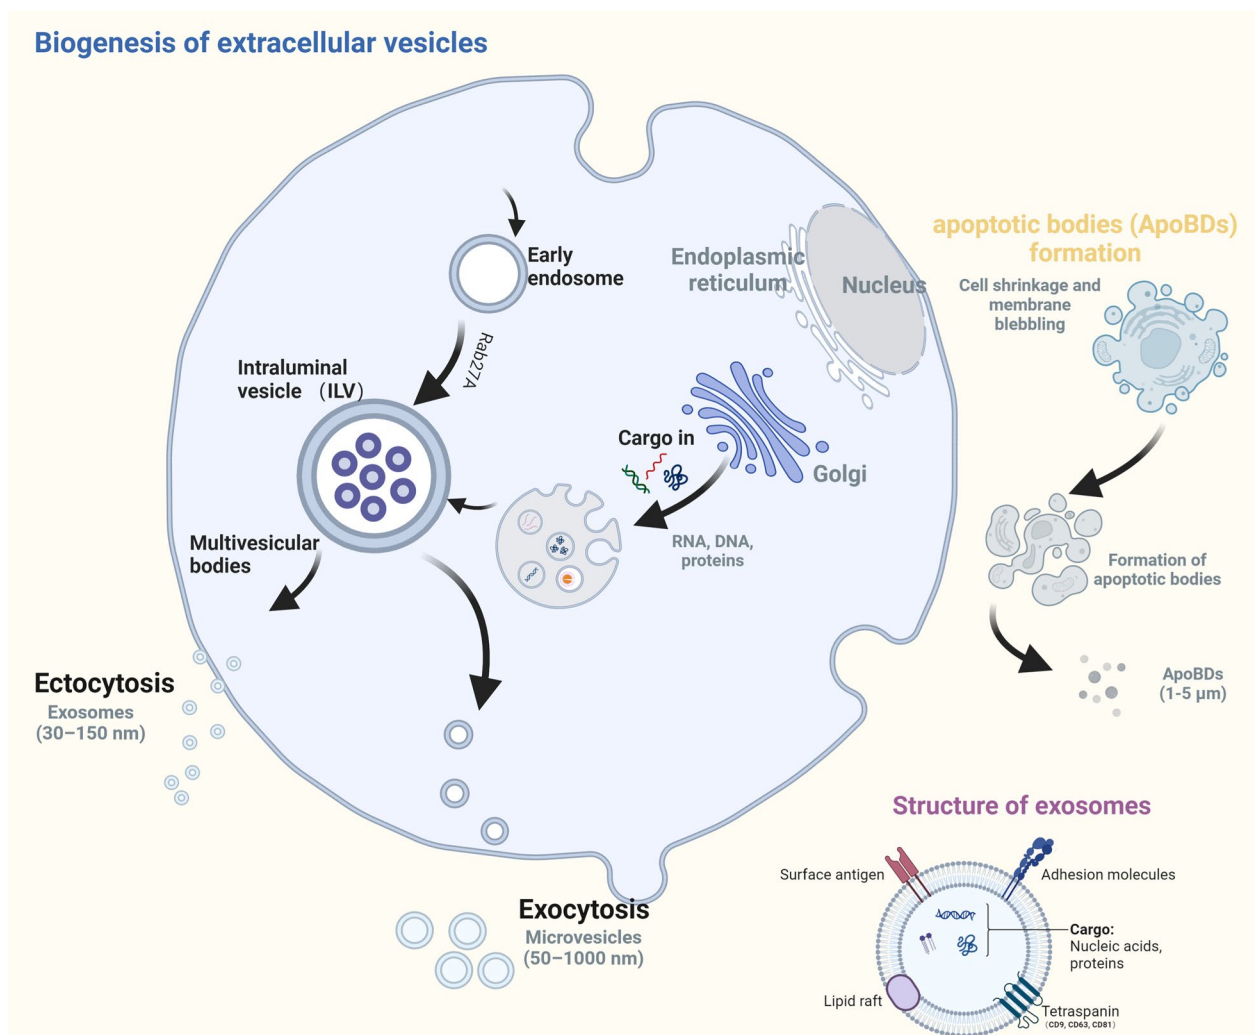 Biogenesis of extracellular vesicles
Early
endosome
Rab27A
Intraluminal
vesicle （ILV）
Multivesicular
bodies
Endoplasmic
reticulum
Nucleus
Golgi
Cargo in
RNA, DNA,
proteins
Ectocytosis
Exosomes
(30–150 nm)
Exocytosis
Microvesicles
(50–1000 nm)
apoptotic bodies (ApoBDs)
formation
Cell shrinkage and
membrane
blebbling
Formation of
apoptotic bodies
ApoBDs
(1-5 µm)
Structure of exosomes
Surface antigen
Adhesion molecules
Cargo:
Nucleic acids,
proteins
Lipid raft
Tetraspanin
(CD9, CD63, CD81)